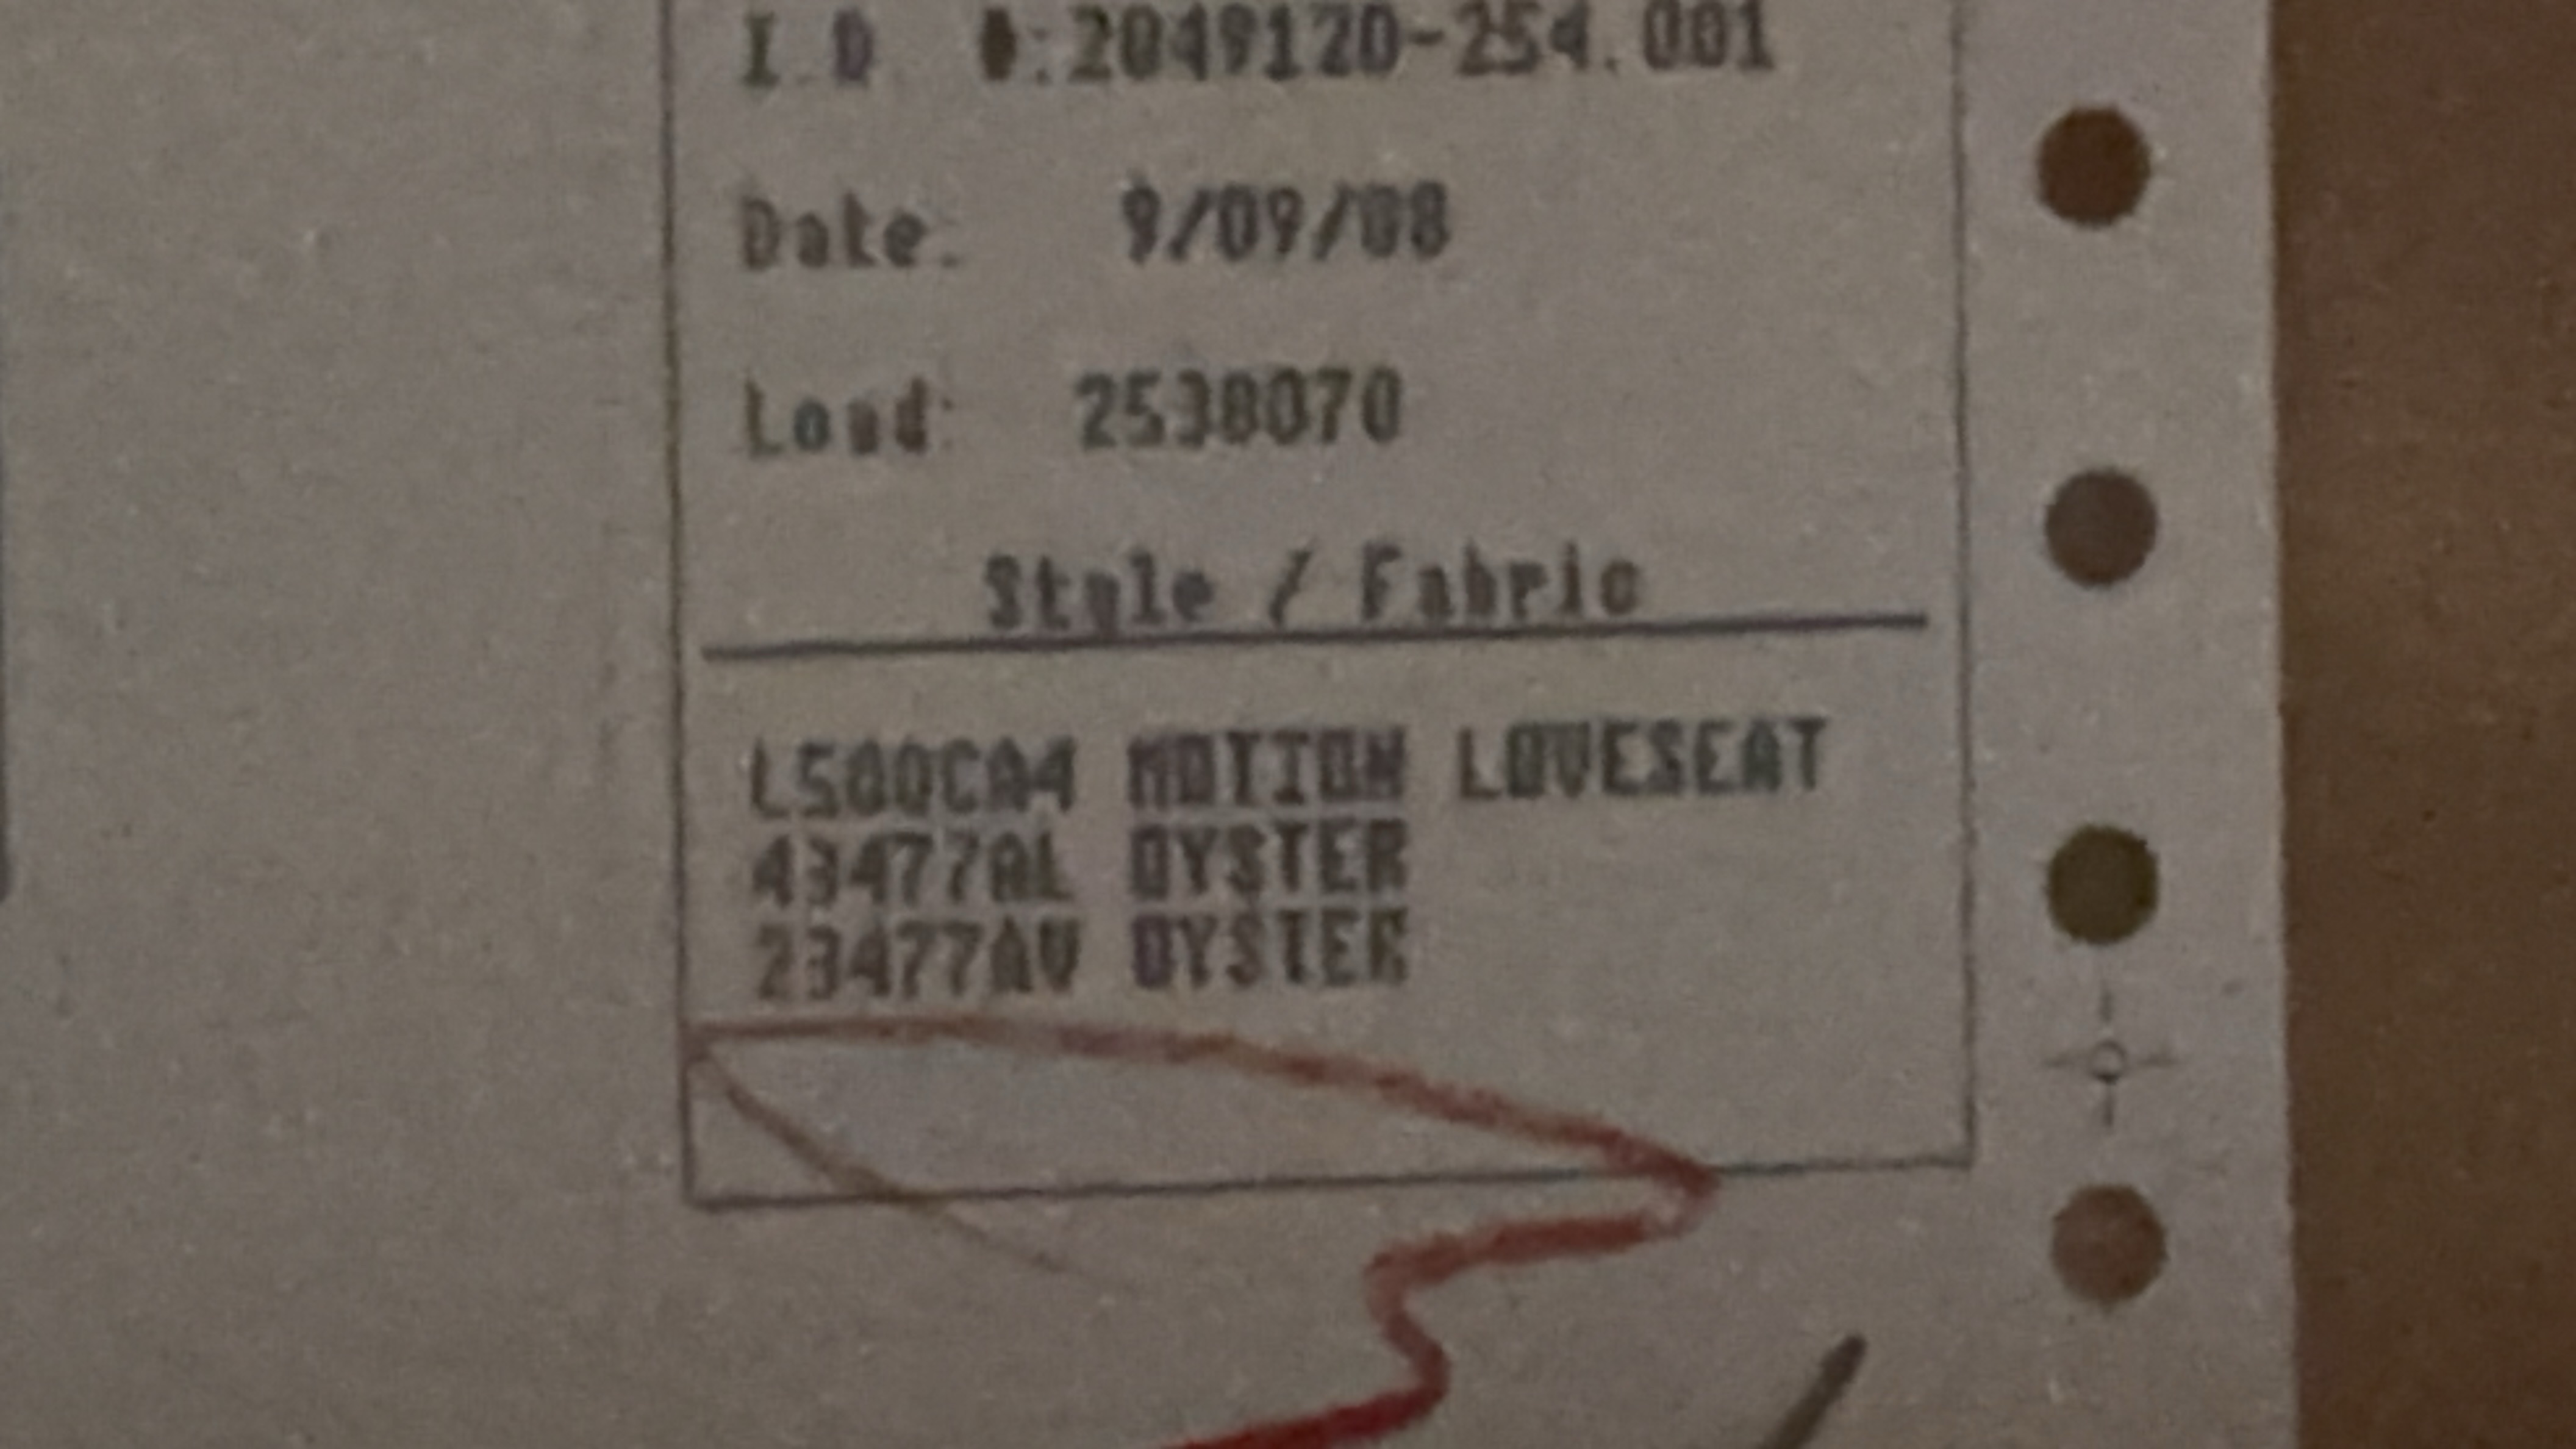 I.D #:2049120-254.001
Date: 9/09/08
Load: 2538070
Style / Fabric
L500CA4 MOTION LOVESEAT
43477AL OYSTER
23477AV OYSTER